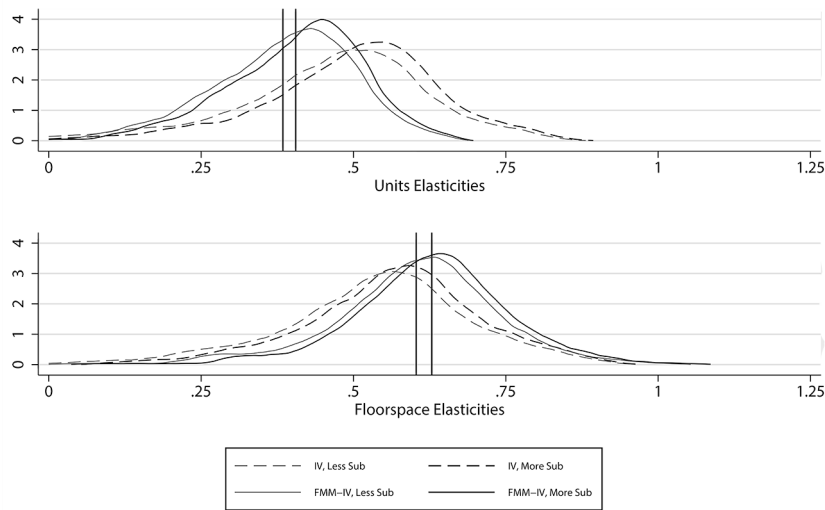 4
3
2
1
0
0 .25 .5 .75 1 1.25
Units Elasticities
4
3
2
1
0
0 .25 .5 .75 1 1.25
Floorspace Elasticities
IV, Less Sub IV, More Sub
FMM−IV, Less Sub FMM−IV, More Sub